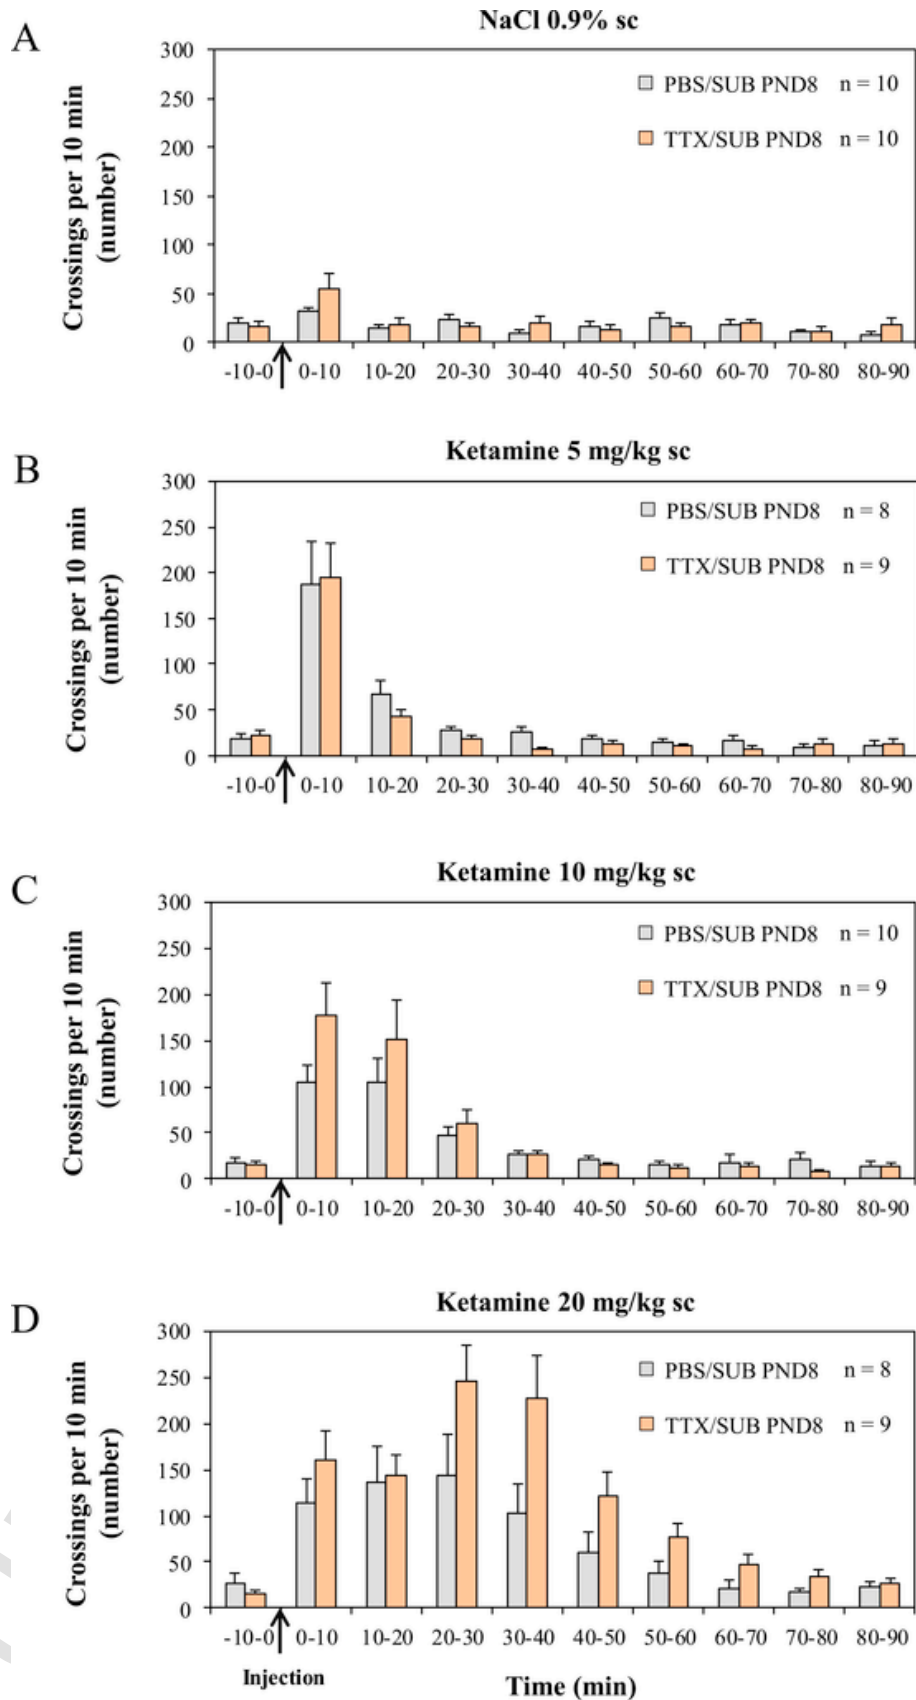 A
NaCl 0.9% sc
Crossings per 10 min
(number)
300
250
200
150
100
50
0
PBS/SUB PND8 n = 10
TTX/SUB PND8 n = 10
-10-0 0-10 10-20 20-30 30-40 40-50 50-60 60-70 70-80 80-90
B
Ketamine 5 mg/kg sc
Crossings per 10 min
(number)
300
250
200
150
100
50
0
PBS/SUB PND8 n = 8
TTX/SUB PND8 n = 9
-10-0 0-10 10-20 20-30 30-40 40-50 50-60 60-70 70-80 80-90
C
Ketamine 10 mg/kg sc
Crossings per 10 min
(number)
300
250
200
150
100
50
0
PBS/SUB PND8 n = 10
TTX/SUB PND8 n = 9
-10-0 0-10 10-20 20-30 30-40 40-50 50-60 60-70 70-80 80-90
D
Ketamine 20 mg/kg sc
Crossings per 10 min
(number)
300
250
200
150
100
50
0
PBS/SUB PND8 n = 8
TTX/SUB PND8 n = 9
-10-0 0-10 10-20 20-30 30-40 40-50 50-60 60-70 70-80 80-90
Injection
Time (min)